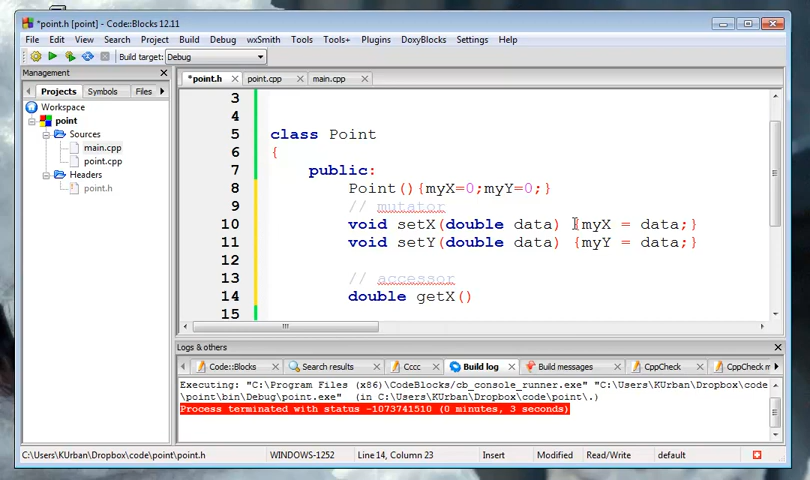 *point.h [point] - Code::Blocks 12.11
File Edit View Search Project Build Debug wxSmith Tools Tools+ Plugins DoxyBlocks Settings Help
Build target: Debug
Management
Projects Symbols Files
Workspace
point
Sources
main.cpp
point.cpp
Headers
point.h
*point.h point.cpp main.cpp
3
4
5 class Point
6 {
7 public:
8 Point(){myX=0;myY=0;}
9 // mutator
10 void setX(double data) {myX = data;}
11 void setY(double data) {myY = data;}
12
13 // accessor
14 double getX()
15
Logs & others
Code::Blocks Search results Cccc Build log Build messages CppCheck CppCheck m
Executing: "C:\Program Files (x86)\CodeBlocks/cb_console_runner.exe" "C:\Users\KUrban\Dropbox\code
\point\bin\Debug\point.exe" (in C:\Users\KUrban\Dropbox\code\point\.)
Process terminated with status -1073741510 (0 minutes, 3 seconds)
C:\Users\KUrban\Dropbox\code\point\point.h WINDOWS-1252 Line 14, Column 23 Insert Modified Read/Write default